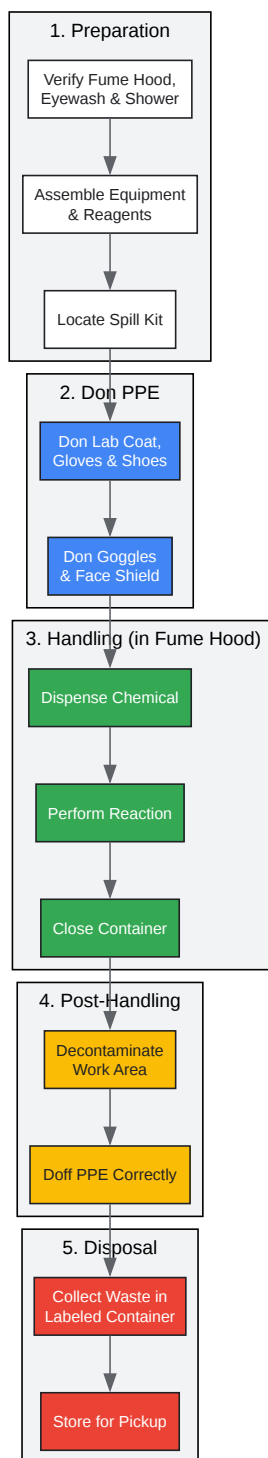 1. Preparation
Verify Fume Hood,
Eyewash & Shower
Assemble Equipment
& Reagents
Locate Spill Kit
2. Don PPE
Don Lab Coat,
Gloves & Shoes
Don Goggles
& Face Shield
3. Handling (in Fume Hood)
Dispense Chemical
Perform Reaction
Close Container
4. Post-Handling
Decontaminate
Work Area
Doff PPE Correctly
5. Disposal
Collect Waste in
Labeled Container
Store for Pickup